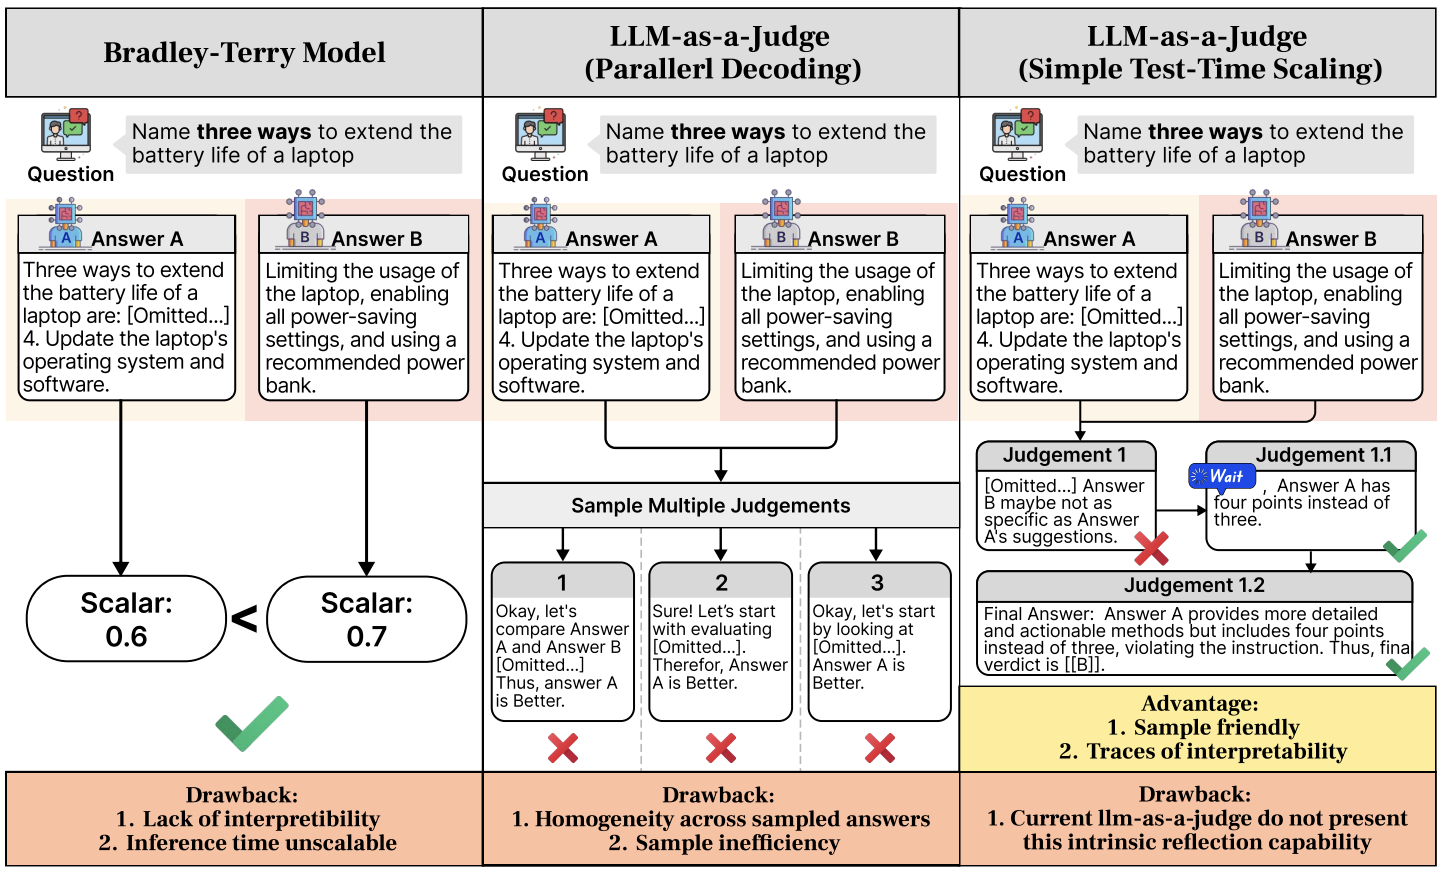 Bradley-Terry Model
Question
Name three ways to extend the
battery life of a laptop
A
Answer A
Three ways to extend
the battery life of a
laptop are: [Omitted...]
4. Update the laptop's
operating system and
software.
B
Answer B
Limiting the usage of
the laptop, enabling
all power-saving
settings, and using a
recommended power
bank.
Scalar:
0.6
<
Scalar:
0.7
Drawback:
1. Lack of interpretibility
2. Inference time unscalable
LLM-as-a-Judge
(Parallerl Decoding)
Question
Name three ways to extend the
battery life of a laptop
A
Answer A
Three ways to extend
the battery life of a
laptop are: [Omitted...]
4. Update the laptop's
operating system and
software.
B
Answer B
Limiting the usage of
the laptop, enabling
all power-saving
settings, and using a
recommended power
bank.
Sample Multiple Judgements
1
Okay, let's
compare Answer
A and Answer B
[Omitted...]
Thus, answer A
is Better.
2
Sure! Let's start
with evaluating
[Omitted...].
Therefor, Answer
A is Better.
3
Okay, let's start
by looking at
[Omitted...].
Answer A is
Better.
Drawback:
1. Homogeneity across sampled answers
2. Sample inefficiency
LLM-as-a-Judge
(Simple Test-Time Scaling)
Question
Name three ways to extend the
battery life of a laptop
A
Answer A
Three ways to extend
the battery life of a
laptop are: [Omitted...]
4. Update the laptop's
operating system and
software.
B
Answer B
Limiting the usage of
the laptop, enabling
all power-saving
settings, and using a
recommended power
bank.
Judgement 1
[Omitted...] Answer
B maybe not as
specific as Answer
A's suggestions.
Judgement 1.1
Wait , Answer A has
four points instead of
three.
Judgement 1.2
Final Answer: Answer A provides more detailed
and actionable methods but includes four points
instead of three, violating the instruction. Thus, final
verdict is [[B]].
Advantage:
1. Sample friendly
2. Traces of interpretability
Drawback:
1. Current llm-as-a-judge do not present
this intrinsic reflection capability